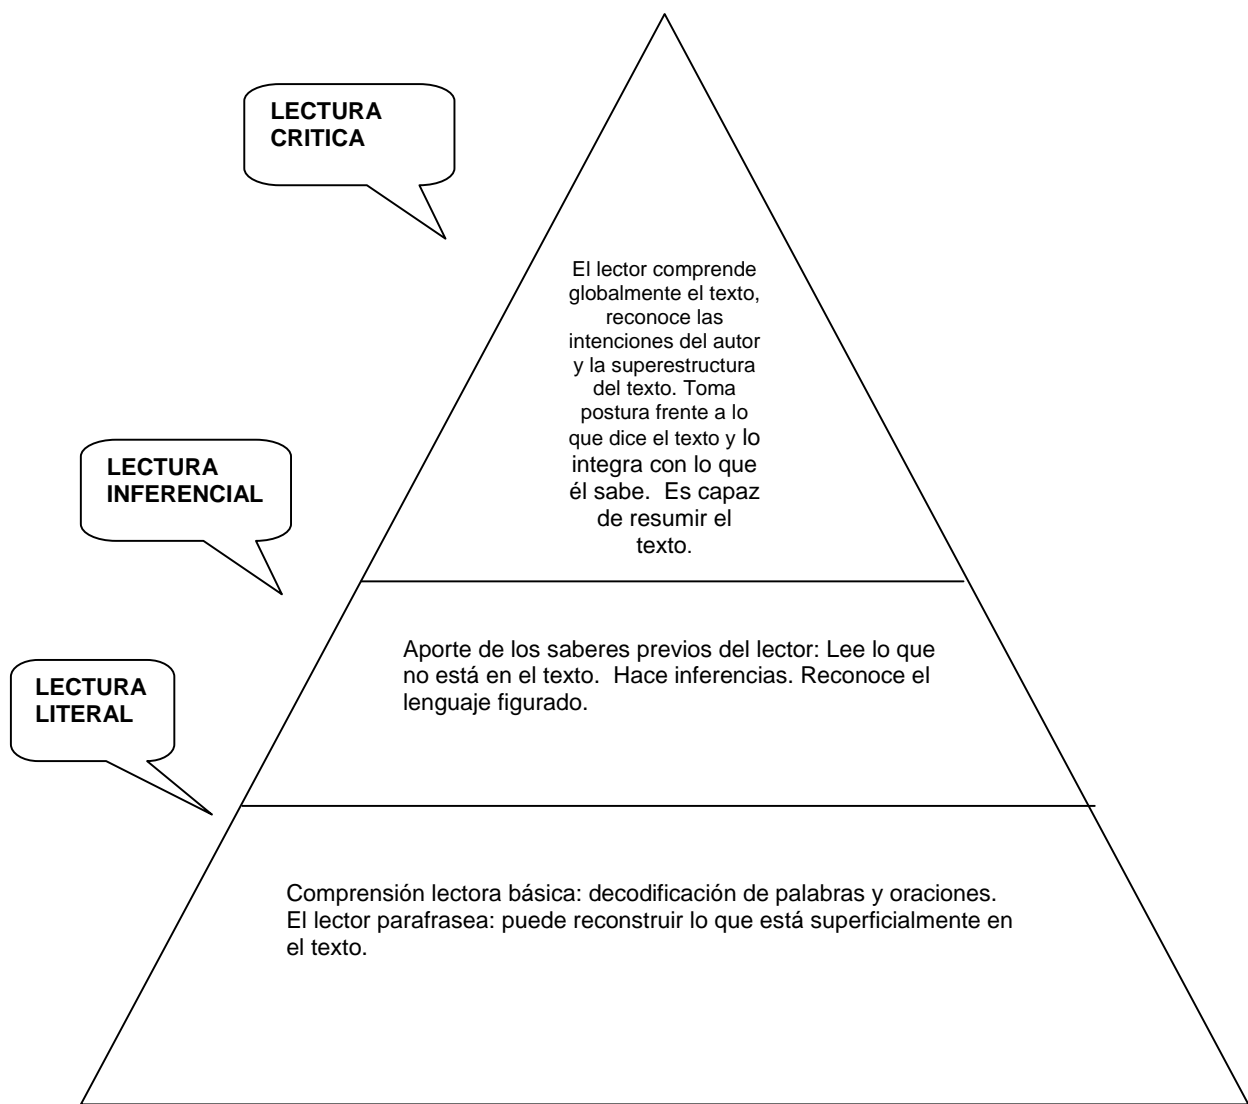 LECTURA
CRITICA
El lector comprende
globalmente el texto,
reconoce las
intenciones del autor
y la superestructura
del texto. Toma
postura frente a lo
que dice el texto y lo
integra con lo que
él sabe.  Es capaz
de resumir el
texto.
LECTURA
INFERENCIAL
Aporte de los saberes previos del lector: Lee lo que
no está en el texto.  Hace inferencias. Reconoce el
lenguaje figurado.
LECTURA
LITERAL
Comprensión lectora básica: decodificación de palabras y oraciones.
El lector parafrasea: puede reconstruir lo que está superficialmente en
el texto.